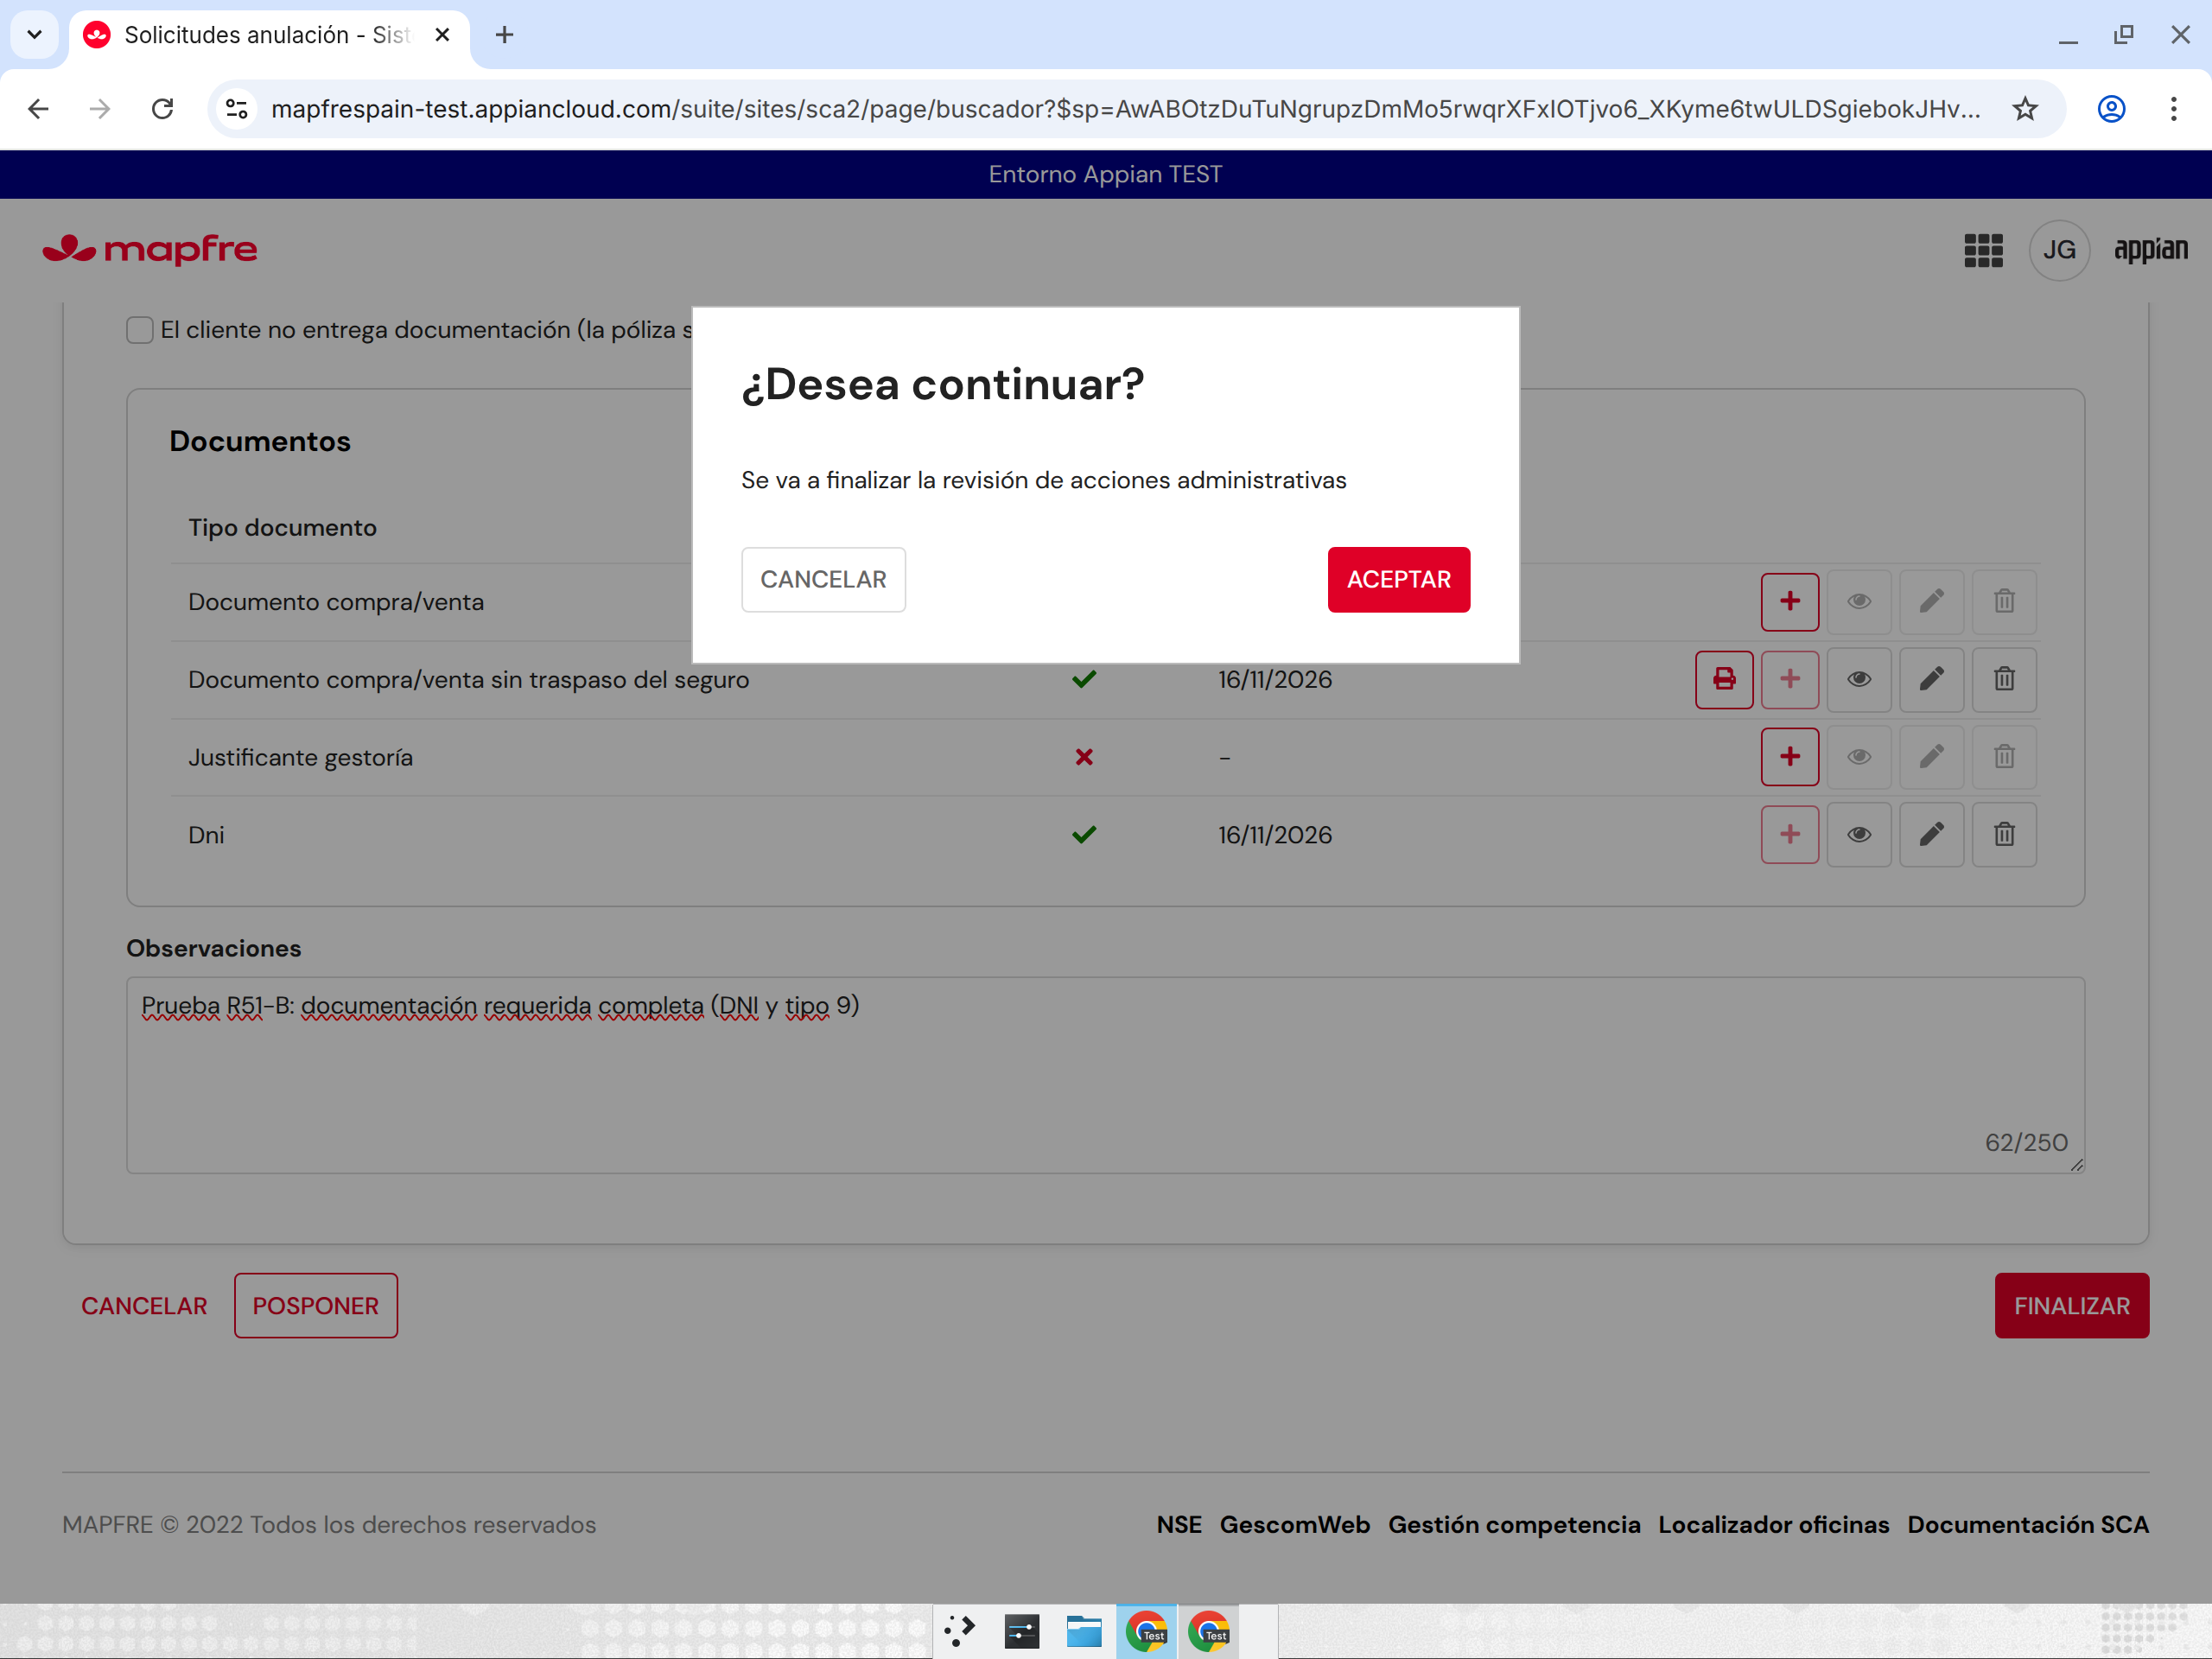 Solicitudes anulación - Sist
mapfrespain-test.appiancloud.com/suite/sites/sca2/page/buscador?$sp=AwABOtzDuTuNgrupzDmMo5rwqrXFxIOTjvo6_XKyme6twULDSgiebokJHv...
Entorno Appian TEST
mapfre
JG
appian
El cliente no entrega documentación (la póliza s
¿Desea continuar?
Se va a finalizar la revisión de acciones administrativas
CANCELAR
ACEPTAR
Documentos
Tipo documento
Documento compra/venta
Documento compra/venta sin traspaso del seguro 16/11/2026
Justificante gestoría -
Dni 16/11/2026
Observaciones
Prueba R51-B: documentación requerida completa (DNI y tipo 9)
62/250
CANCELAR POSPONER FINALIZAR
MAPFRE © 2022 Todos los derechos reservados NSE GescomWeb Gestión competencia Localizador oficinas Documentación SCA
Test Test